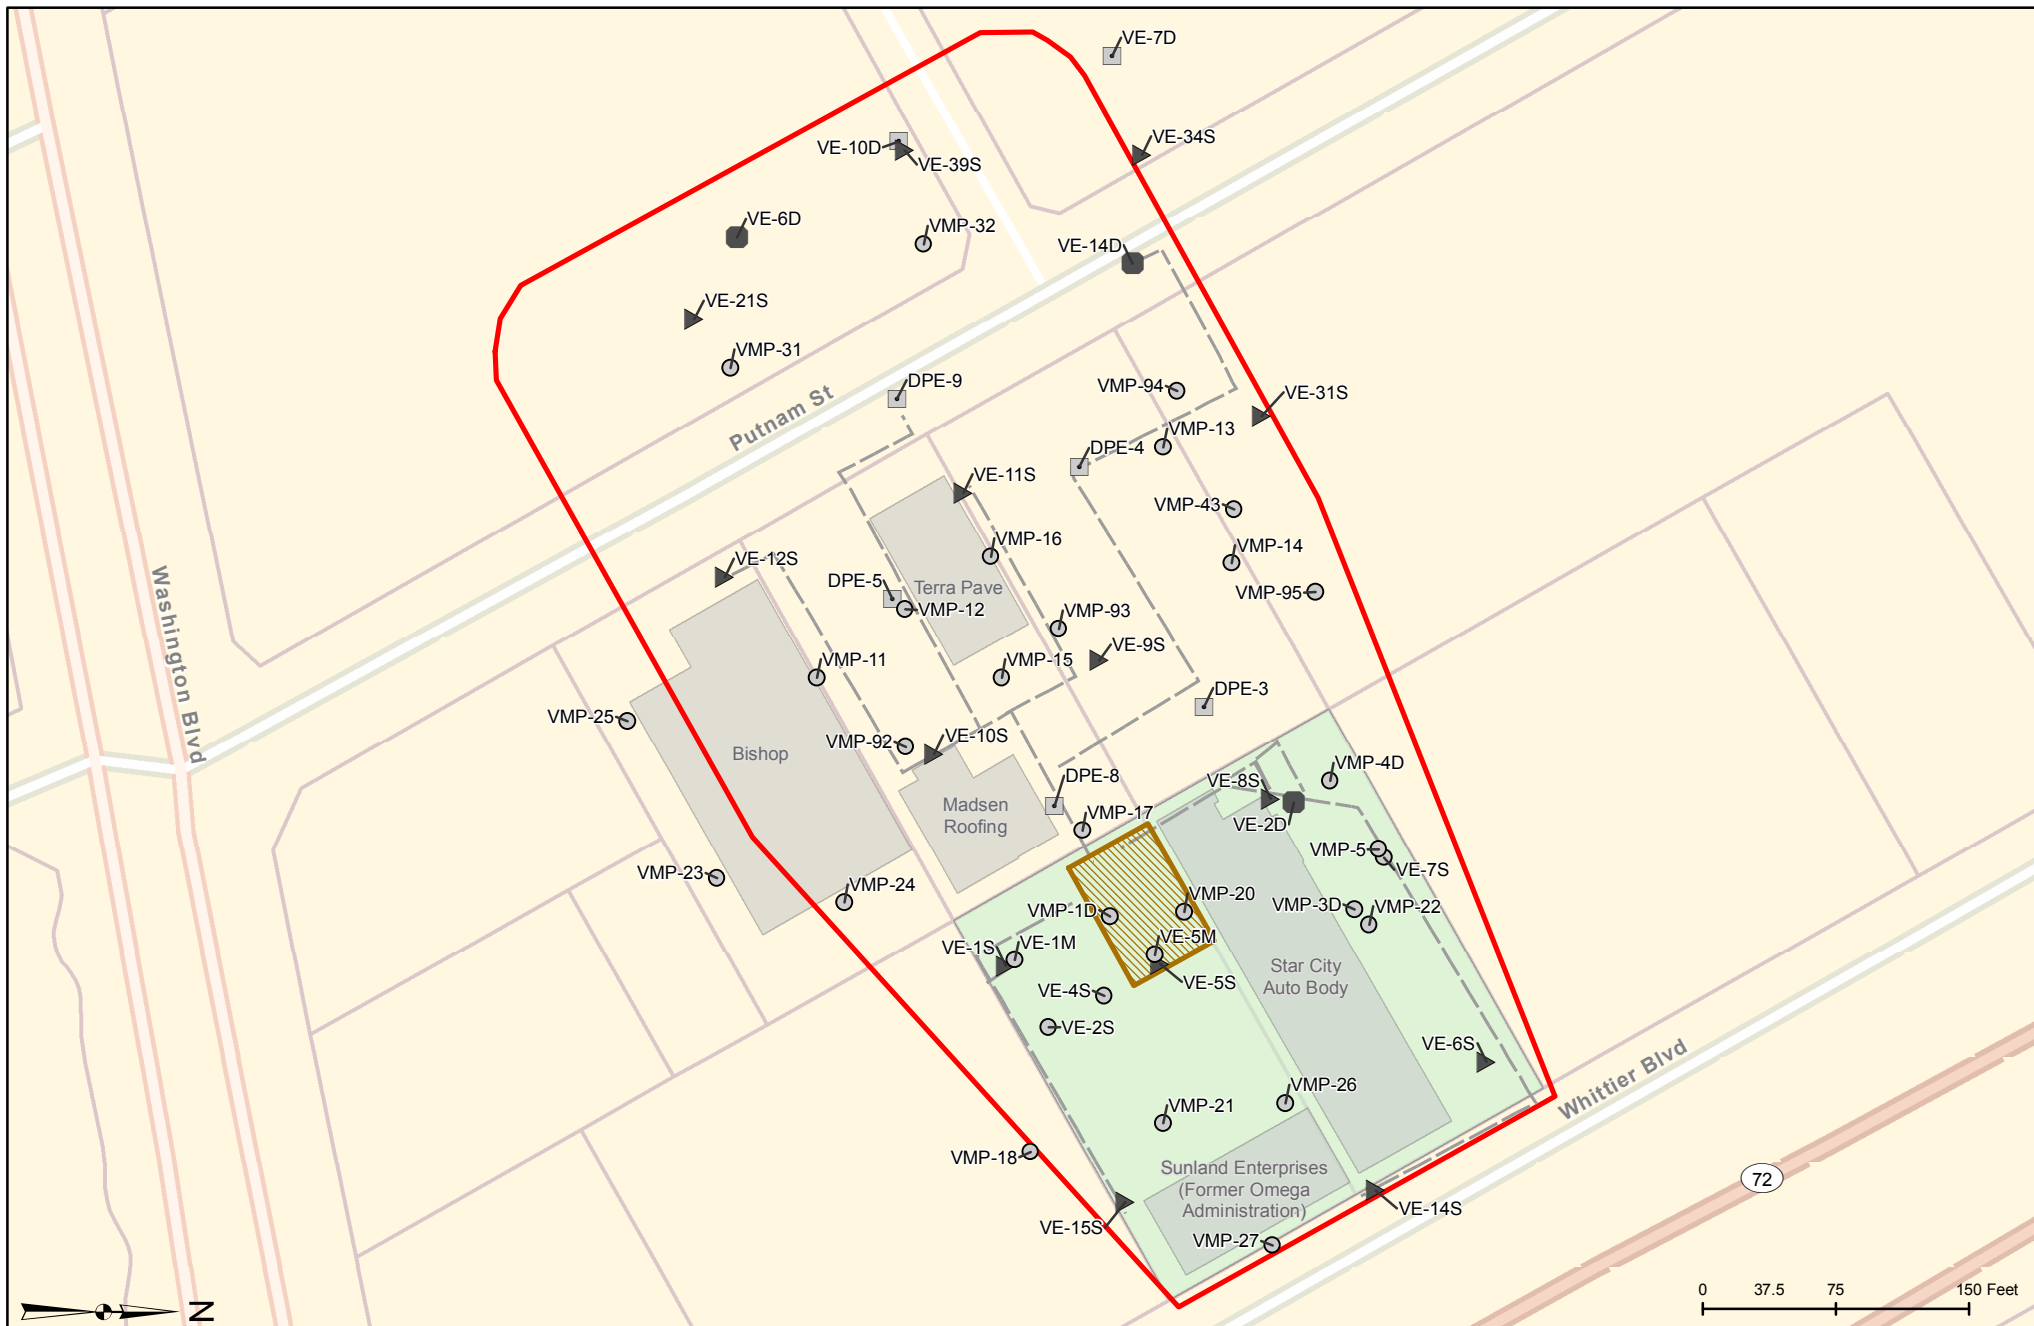 VE-7D
VE-34S
VE-10D
VE-39S
VE-6D
VMP-32
VE-14D
VE-21S
VMP-31
DPE-9
VMP-94
VE-31S
Putnam St
VMP-13
DPE-4
VE-11S
VMP-43
VMP-16
VMP-14
VE-12S
DPE-5
Terra Pave
VMP-95
VMP-12
VMP-93
Washington Blvd
VE-9S
VMP-11
VMP-15
DPE-3
VMP-25
VMP-92
VE-10S
Bishop
VMP-4D
VE-8S
DPE-8
Madsen
Roofing
VMP-17
VE-2D
VMP-5
VE-7S
VMP-23
VMP-24
VMP-20
VMP-1D
VMP-3D
VMP-22
VE-5M
VE-1S
VE-1M
Star City
Auto Body
VE-5S
VE-4S
VE-2S
VE-6S
Whittier Blvd
VMP-26
VMP-21
VMP-18
Sunland Enterprises
(Former Omega
Administration)
72
VE-14S
VE-15S
VMP-27
N
0 37.5 75 150 Feet